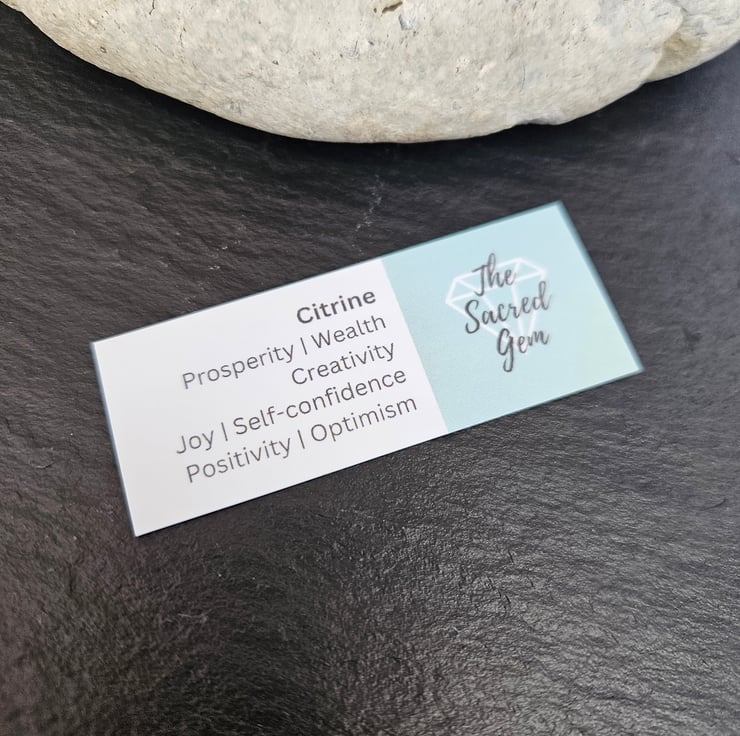 Citrine
Prosperity | Wealth
Creativity
Joy | Self-confidence
Positivity | Optimism
The
Sacred
Gem